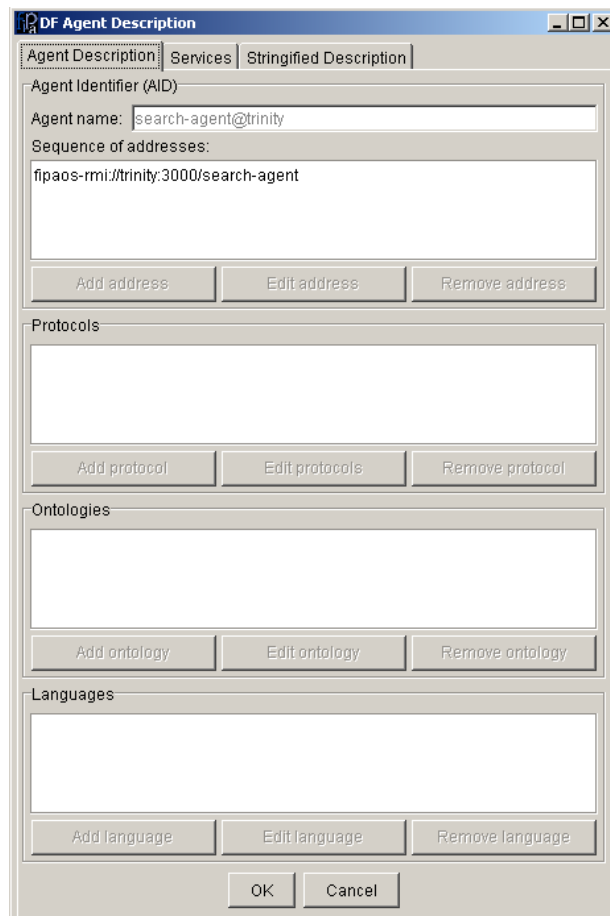 DF Agent Description
Agent Description Services Stringified Description
Agent Identifier (AID)
Agent name: search-agent@trinity
Sequence of addresses:
fipaos-rmi://trinity:3000/search-agent
Add address Edit address Remove address
Protocols
Add protocol Edit protocols Remove protocol
Ontologies
Add ontology Edit ontology Remove ontology
Languages
Add language Edit language Remove language
OK Cancel